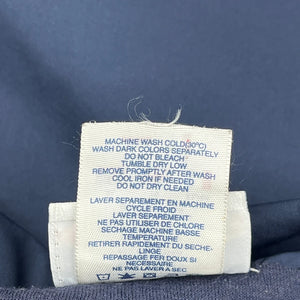 MACHINE WASH COLD(30°C)
WASH DARK COLORS SEPARATELY
DO NOT BLEACH
TUMBLE DRY LOW
REMOVE PROMPTLY AFTER WASH
COOL IRON IF NEEDED
DO NOT DRY CLEAN
LAVER SEPAREMENT EN MACHINE
CYCLE FROID
LAVER SEPAREMENT
NE PAS UTILISER DE CHLORE
SECHAGE MACHINE BASSE
TEMPERATURE
RETIRER RAPIDEMENT DU SECHE-
LINGE
REPASSAGE FER DOUX SI
NECESSAIRE
NE PAS LAVER A SEC